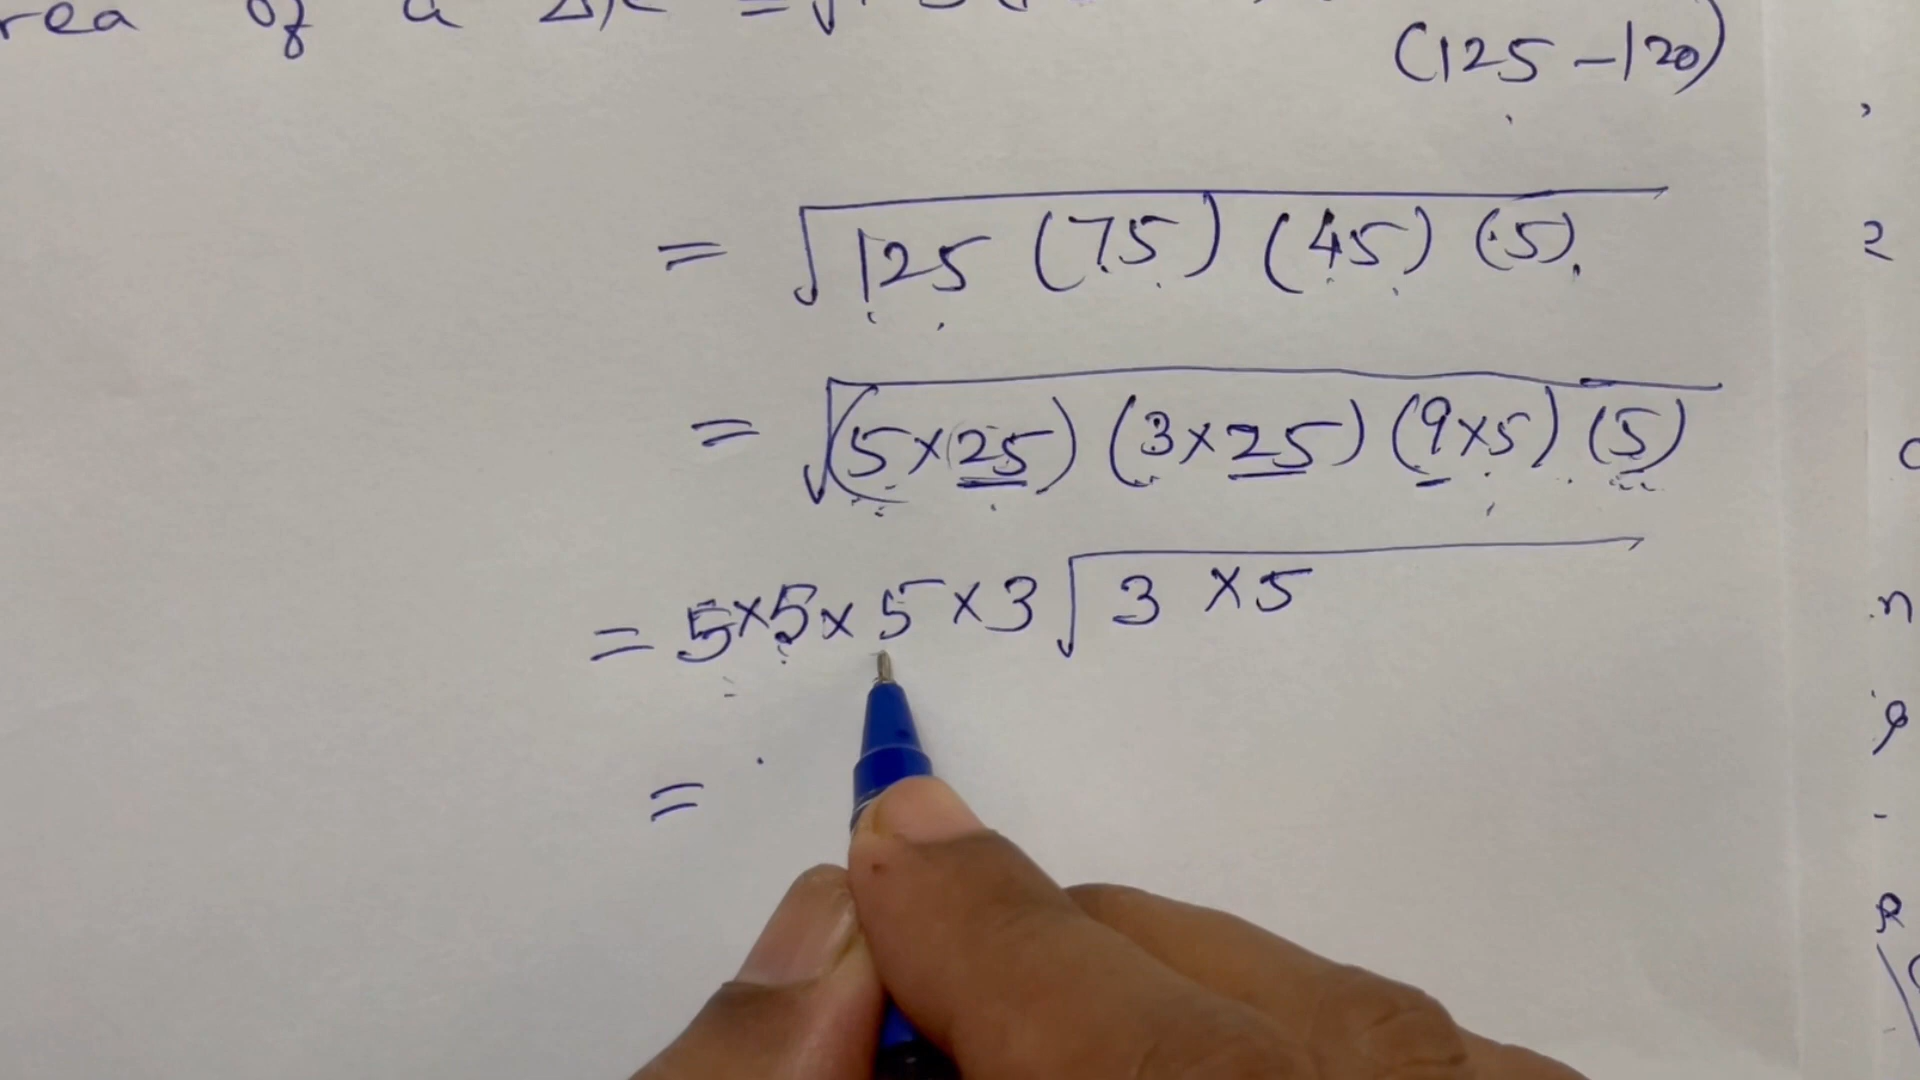 of a
(125 - 120)
= √125 (75) (45) (5)
= √(5×25) (3×25) (9×5) (5)
= 5×5×5×3√3 ×5
=